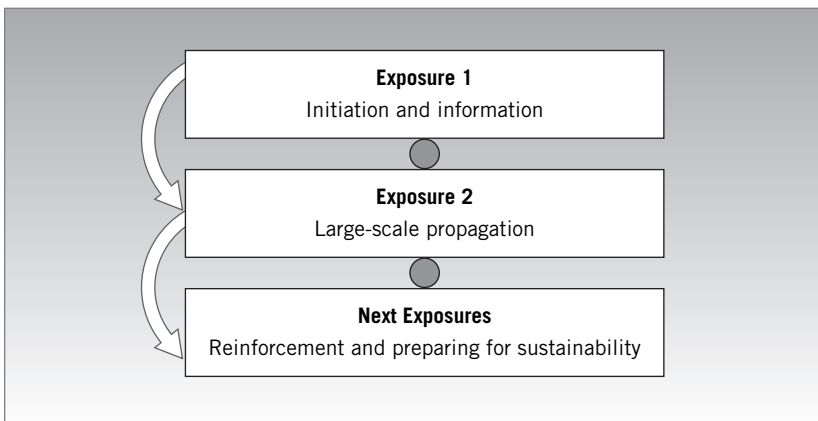 Exposure 1
Initiation and information
Exposure 2
Large-scale propagation
Next Exposures
Reinforcement and preparing for sustainability